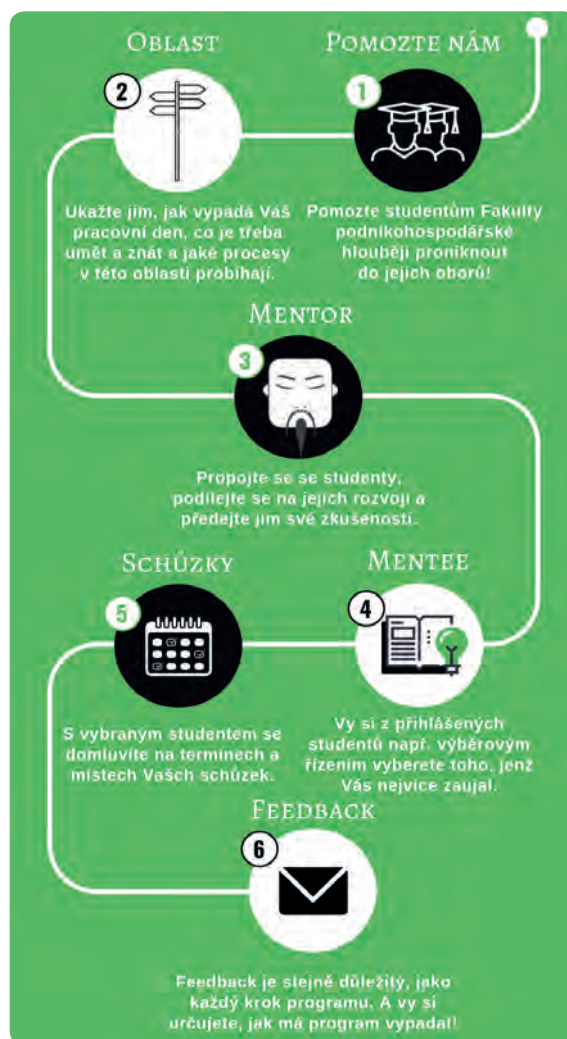 POMOZTE NÁM
1
Pomozte studentům Fakulty
podnikohospodářské
hlouběji proniknout
do jejich oborů!
OBLAST
2
Ukažte jim, jak vypadá Váš
pracovní den, co je třeba
umět a znát a jaké procesy
v této oblasti probíhají.
MENTOR
3
Propojte se se studenty,
podílejte se na jejich rozvoji a
předejte jim své zkušenosti.
MENTEE
4
Vy si z přihlášených
studentů např. výběrovým
řízením vyberete toho, jenž
Vás nejvíce zaujal.
SCHŮZKY
5
S vybraným studentem se
domluvíte na termínech a
místech Vašch schůzek.
FEEDBACK
6
Feedback je stejně důležitý, jako
každý krok programu. A vy si
určujete, jak má program vypadat!